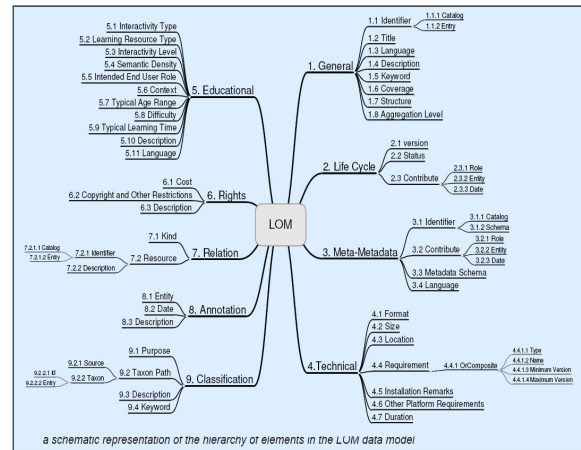 LOM
1. General
1.1 Identifier
1.1.1 Catalog
1.1.2 Entry
1.2 Title
1.3 Language
1.4 Description
1.5 Keyword
1.6 Coverage
1.7 Structure
1.8 Aggregation Level
2. Life Cycle
2.1 version
2.2 Status
2.3 Contribute
2.3.1 Role
2.3.2 Entity
2.3.3 Date
3. Meta-Metadata
3.1 Identifier
3.1.1 Catalog
3.1.2 Schema
3.2 Contribute
3.2.1 Role
3.2.2 Entity
3.2.3 Date
3.3 Metadata Schema
3.4 Language
4.Technical
4.1 Format
4.2 Size
4.3 Location
4.4 Requirement
4.4.1 OrComposite
4.4.1.1 Type
4.4.1.2 Name
4.4.1.3 Minimum Version
4.4.1.4 Maximum Version
4.5 Installation Remarks
4.6 Other Platform Requirements
4.7 Duration
5. Educational
5.1 Interactivity Type
5.2 Learning Resource Type
5.3 Interactivity Level
5.4 Semantic Density
5.5 Intended End User Role
5.6 Context
5.7 Typical Age Range
5.8 Difficulty
5.9 Typical Learning Time
5.10 Description
5.11 Language
6. Rights
6.1 Cost
6.2 Copyright and Other Restrictions
6.3 Description
7. Relation
7.1 Kind
7.2 Resource
7.2.1 Identifier
7.2.1.1 Catalog
7.2.1.2 Entry
7.2.2 Description
8. Annotation
8.1 Entity
8.2 Date
8.3 Description
9. Classification
9.1 Purpose
9.2 Taxon Path
9.2.1 Source
9.2.2 Taxon
9.2.2.1 Id
9.2.2.2 Entry
9.3 Description
9.4 Keyword
a schematic representation of the hierarchy of elements in the LOM data model